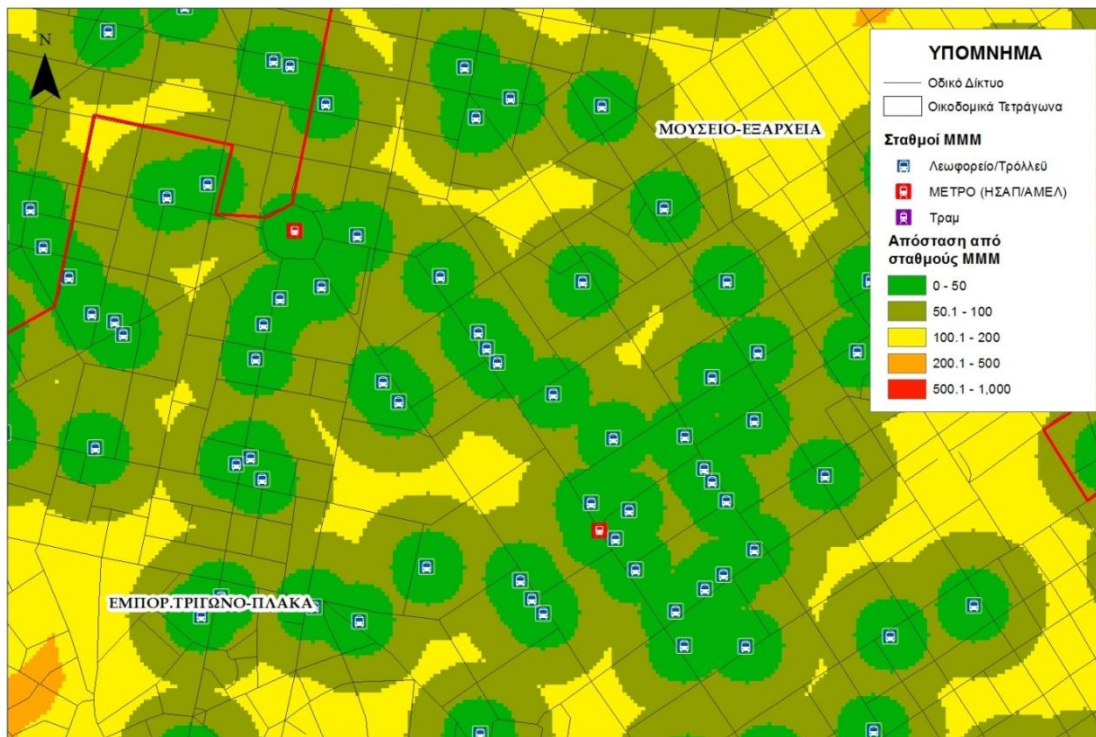 N
ΜΟΥΣΕΙΟ-ΕΞΑΡΧΕΙΑ
ΕΜΠΟΡ.ΤΡΙΓΩΝΟ-ΠΛΑΚΑ
ΥΠΟΜΝΗΜΑ
Οδικό Δίκτυο
Οικοδομικά Τετράγωνα
Σταθμοί ΜΜΜ
Λεωφορείο/Τρόλλεϋ
ΜΕΤΡΟ (ΗΣΑΠ/ΑΜΕΛ)
Τραμ
Απόσταση από
σταθμούς ΜΜΜ
0 - 50
50.1 - 100
100.1 - 200
200.1 - 500
500.1 - 1,000